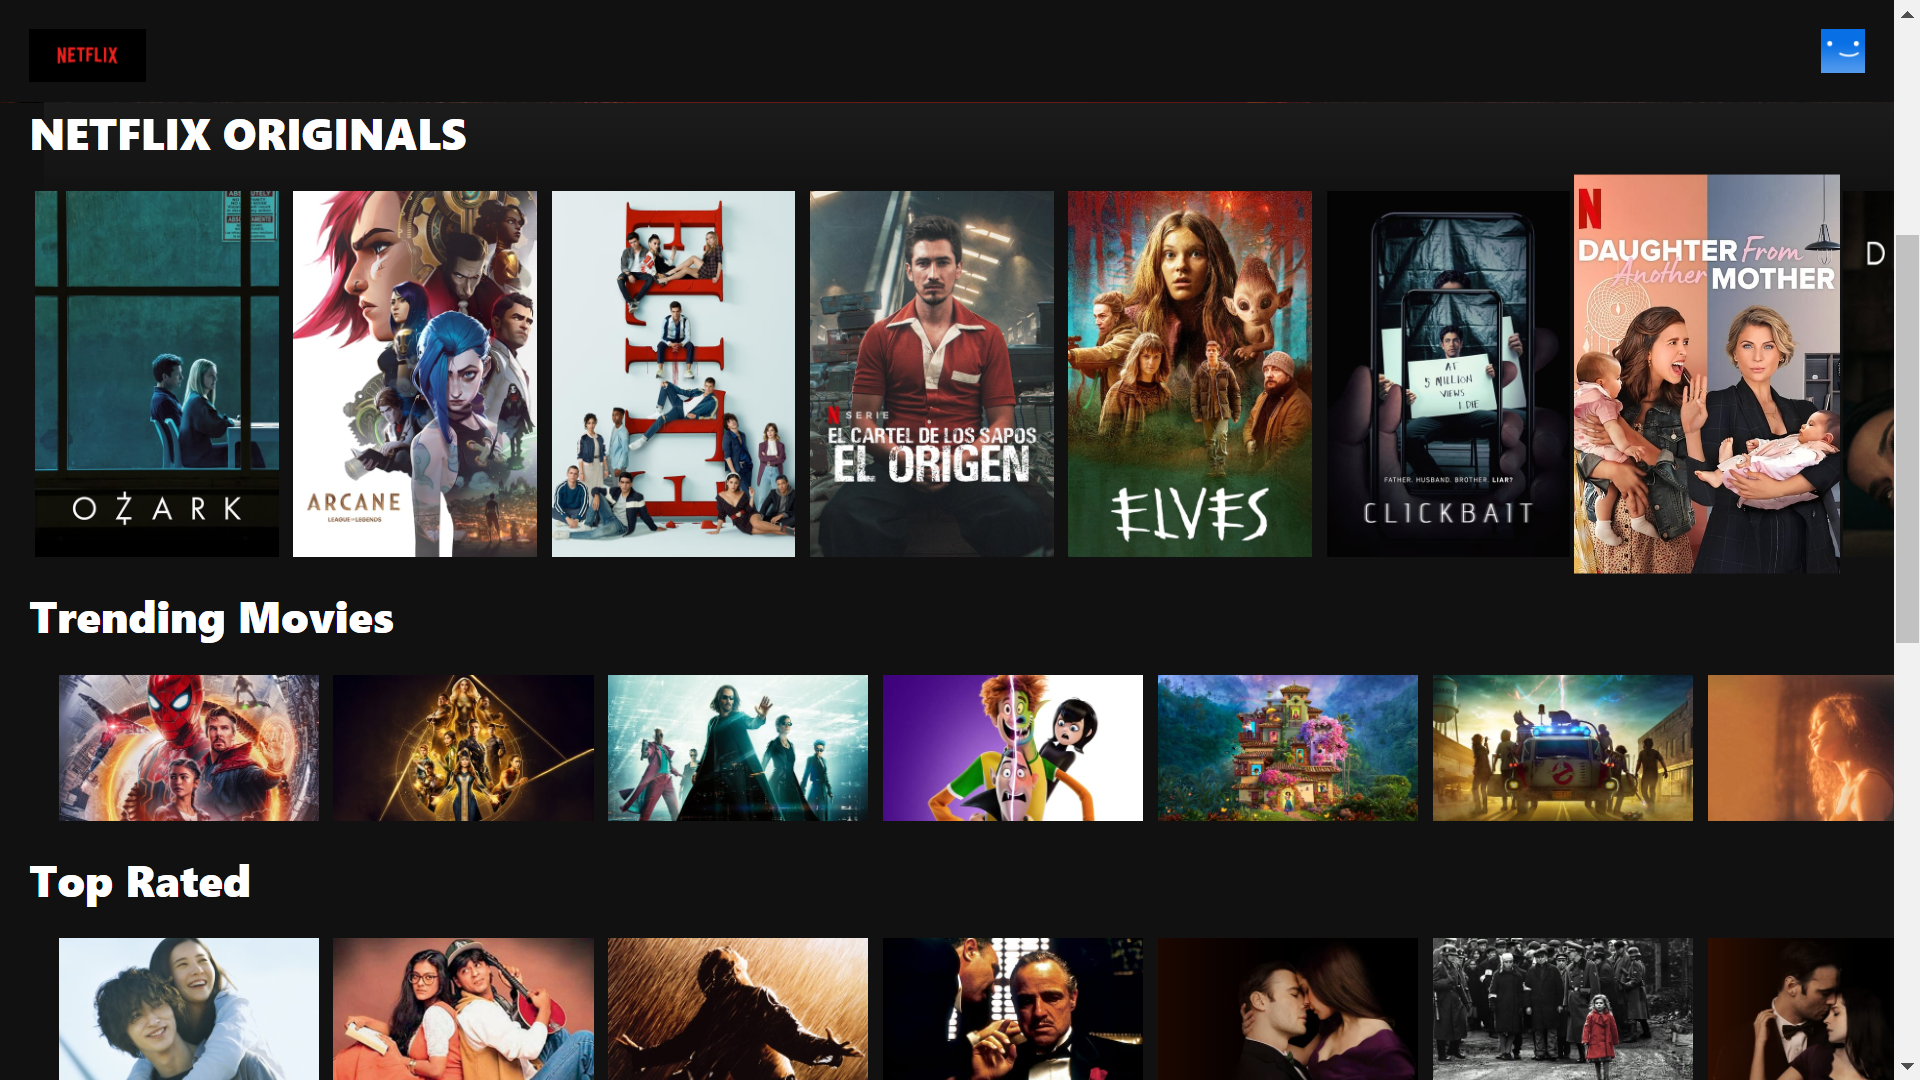 NETFLIX
NETFLIX ORIGINALS
OZARK
ARCANE
LEAGUE OF LEGENDS
ELITE
N SERIE
EL CARTEL DE LOS SAPOS
EL ORIGEN
ELVES
AT
5 MILLION
VIEWS
I DIE
FATHER. HUSBAND. BROTHER. LIAR?
CLICKBAIT
N
DAUGHTER From
Another MOTHER
D
Trending Movies
Top Rated